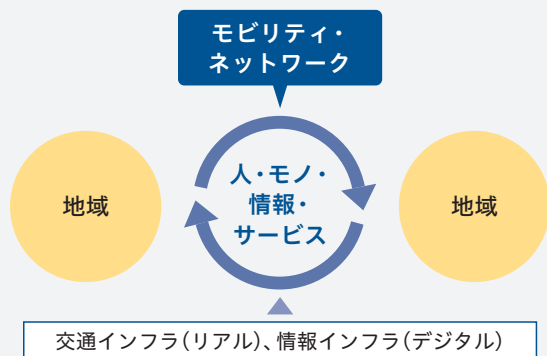 モビリティ・
ネットワーク
地域
人・モノ・
情報・
サービス
地域
交通インフラ(リアル)、情報インフラ(デジタル)